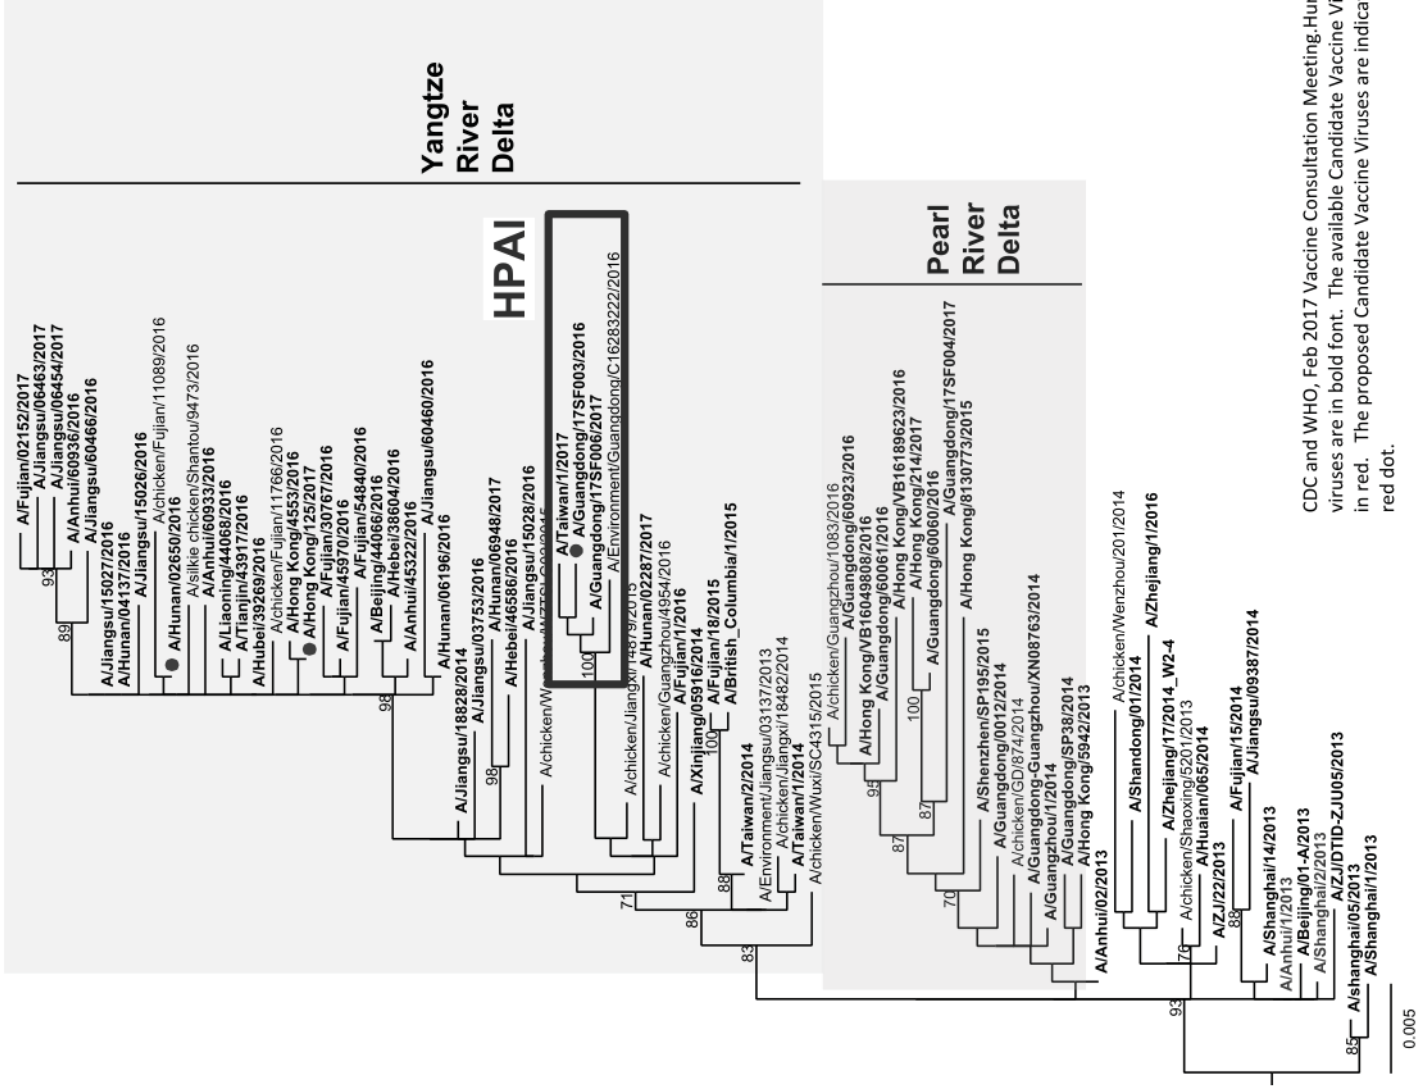 A/Fujian/02152/2017
A/Jiangsu/06463/2017
A/Jiangsu/06454/2017
A/Anhui/60936/2016
A/Jiangsu/60466/2016
93
89
A/Jiangsu/15027/2016
A/Hunan/04137/2016
A/Jiangsu/15026/2016
A/chicken/Fujian/11089/2016
A/Hunan/02650/2016
A/silkie chicken/Shantou/9473/2016
A/Anhui/60933/2016
A/Liaoning/44068/2016
A/Tianjin/43917/2016
A/Hubei/39269/2016
A/chicken/Fujian/11766/2016
A/Hong Kong/4553/2016
A/Hong Kong/125/2017
A/Fujian/30767/2016
A/Fujian/45970/2016
A/Fujian/54840/2016
A/Beijing/44066/2016
A/Hebei/38604/2016
A/Anhui/45322/2016
A/Jiangsu/60460/2016
A/Hunan/06196/2016
98
A/Jiangsu/18828/2014
A/Jiangsu/03753/2016
A/Hunan/06948/2017
A/Hebei/46586/2016
98
A/Jiangsu/15028/2016
HPAI
A/Taiwan/1/2017
A/Guangdong/17SF003/2016
A/Guangdong/17SF006/2017
A/Environment/Guangdong/C16283222/2016
100
A/chicken/Jiangxi/14879/2015
A/Hunan/02287/2017
A/chicken/Guangzhou/4954/2016
A/Fujian/1/2016
A/Xinjiang/05916/2014
71
A/Fujian/18/2015
A/British_Columbia/1/2015
100
A/Taiwan/2/2014
88
A/Environment/Jiangsu/03137/2013
A/chicken/Jiangxi/18482/2014
A/Taiwan/1/2014
86
A/chicken/Wuxi/SC4315/2015
83
Yangtze
River
Delta
A/chicken/Guangzhou/1083/2016
A/Guangdong/60923/2016
A/Hong Kong/VB16049808/2016
A/Guangdong/60061/2016
95
A/Hong Kong/VB16189623/2016
A/Hong Kong/214/2017
A/Guangdong/60060/2016
100
A/Guangdong/17SF004/2017
87
87
A/Hong Kong/8130773/2015
70
A/Shenzhen/SP195/2015
A/Guangdong/0012/2014
A/chicken/GD/874/2014
A/Guangdong-Guangzhou/XN08763/2014
A/Guangzhou/1/2014
A/Guangdong/SP38/2014
A/Hong Kong/5942/2013
A/Anhui/02/2013
Pearl
River
Delta
A/chicken/Wenzhou/201/2014
A/Shandong/01/2014
A/Zhejiang/1/2016
A/Zhejiang/17/2014_W2-4
A/chicken/Shaoxing/5201/2013
A/Huaian/065/2014
76
A/ZJ/22/2013
93
A/Fujian/15/2014
A/Jiangsu/09387/2014
88
A/Shanghai/14/2013
A/Anhui/1/2013
A/Beijing/01-A/2013
A/Shanghai/2/2013
A/ZJ/DTID-ZJU05/2013
A/shanghai/05/2013
A/Shanghai/1/2013
85
0.005
CDC and WHO, Feb 2017 Vaccine Consultation Meeting.
viruses are in bold font. The available Candidate Vaccine
in red. The proposed Candidate Vaccine Viruses are
red dot.